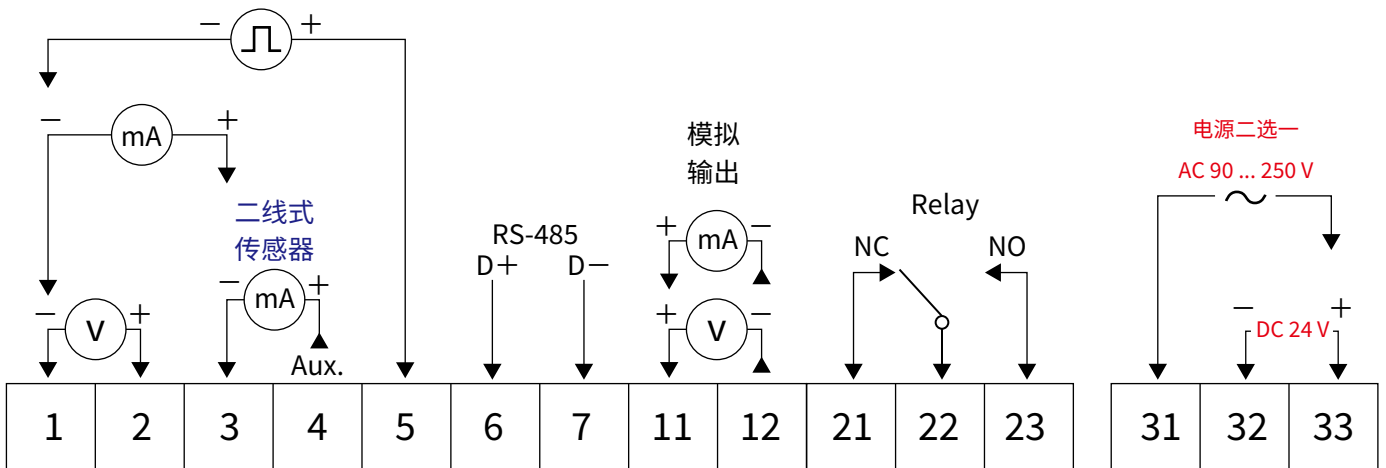 − +
− mA +
二线式
传感器
− mA +
Aux.
− V +
RS-485
D+ D−
模拟
输出
+ mA −
+ V −
Relay
NC NO
电源二选一
AC 90 ... 250 V
− +
DC 24 V
1 2 3 4 5 6 7 11 12 21 22 23 31 32 33